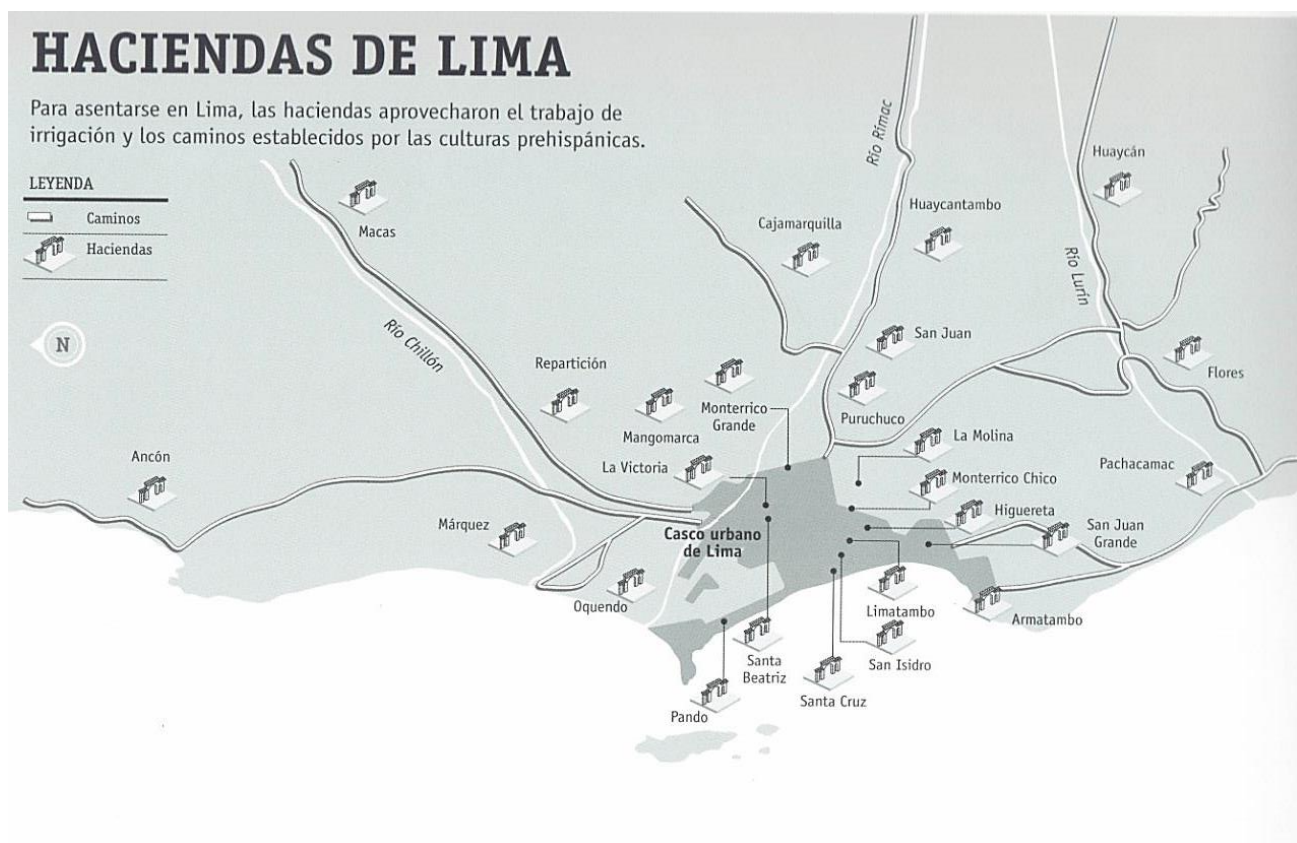 HACIENDAS DE LIMA
Para asentarse en Lima, las haciendas aprovecharon el trabajo de
irrigación y los caminos establecidos por las culturas prehispánicas.
LEYENDA
Caminos
Haciendas
N
Macas
Río Chillón
Río Rímac
Río Lurín
Huaycán
Huaycantambo
Cajamarquilla
San Juan
Repartición
Monterrico
Grande
Mangomarca
Puruchuco
Flores
La Molina
La Victoria
Pachacamac
Monterrico Chico
Ancón
Higuereta
San Juan
Grande
Márquez
Casco urbano
de Lima
Oquendo
Limatambo
Armatambo
Santa
Beatriz
San Isidro
Santa Cruz
Pando